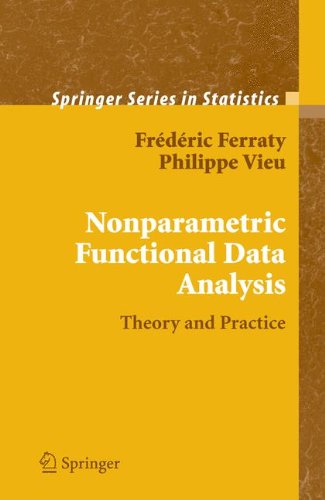 Springer Series in Statistics
Frédéric Ferraty
Philippe Vieu
Nonparametric
Functional Data
Analysis
Theory and Practice
Springer